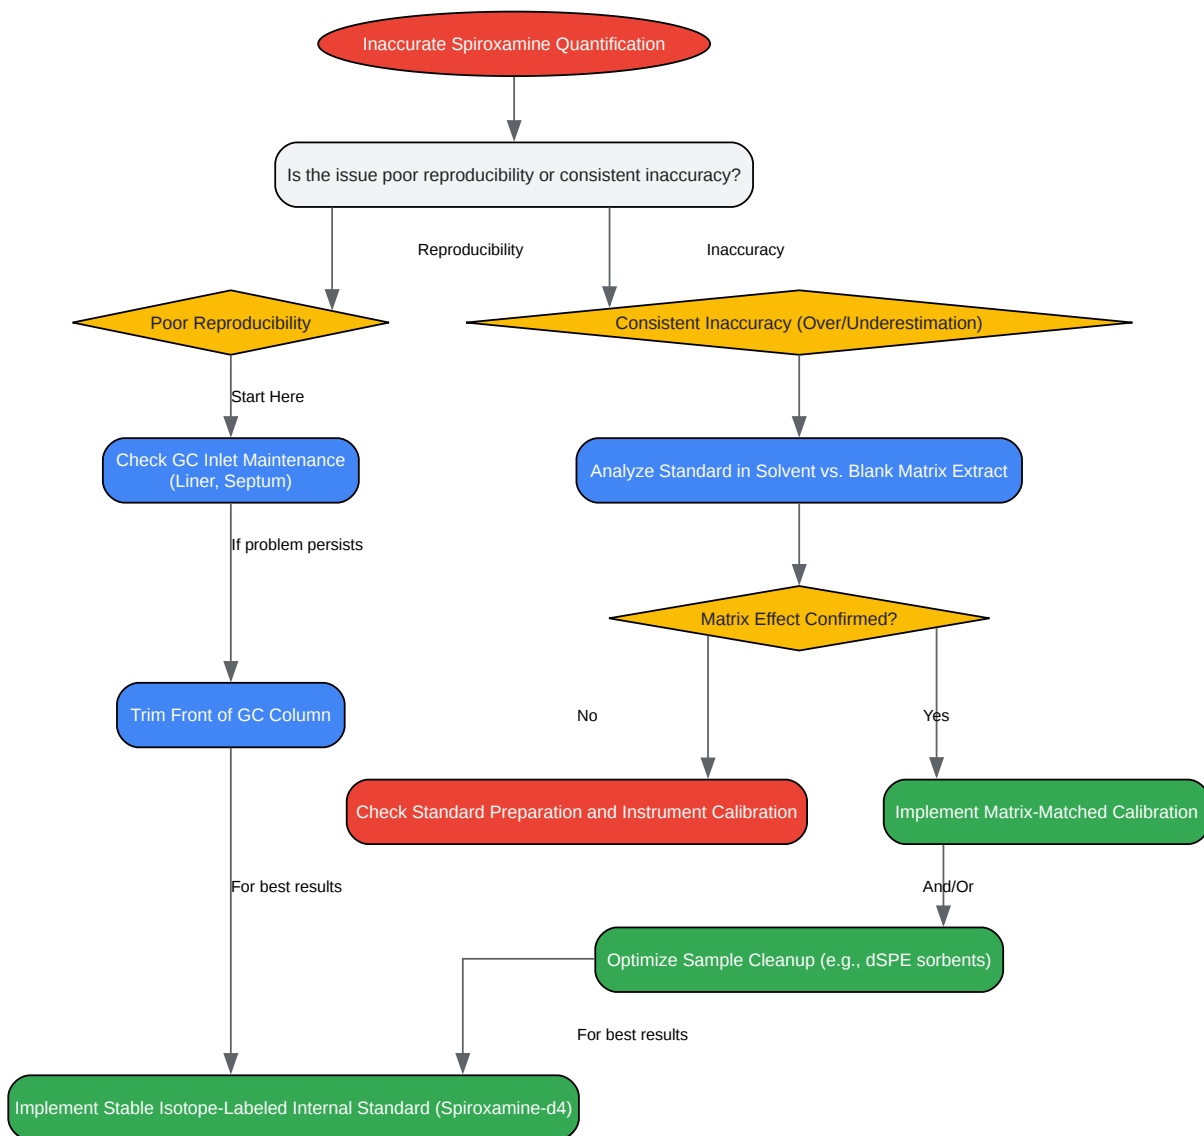 Inaccurate Spiroxamine Quantification
Is the issue poor reproducibility or consistent inaccuracy?
Reproducibility
Inaccuracy
Poor Reproducibility
Consistent Inaccuracy (Over/Underestimation)
Start Here
Check GC Inlet Maintenance
(Liner, Septum)
Analyze Standard in Solvent vs. Blank Matrix Extract
If problem persists
Matrix Effect Confirmed?
Trim Front of GC Column
No
Yes
Check Standard Preparation and Instrument Calibration
Implement Matrix-Matched Calibration
For best results
And/Or
Optimize Sample Cleanup (e.g., dSPE sorbents)
For best results
Implement Stable Isotope-Labeled Internal Standard (Spiroxamine-d4)